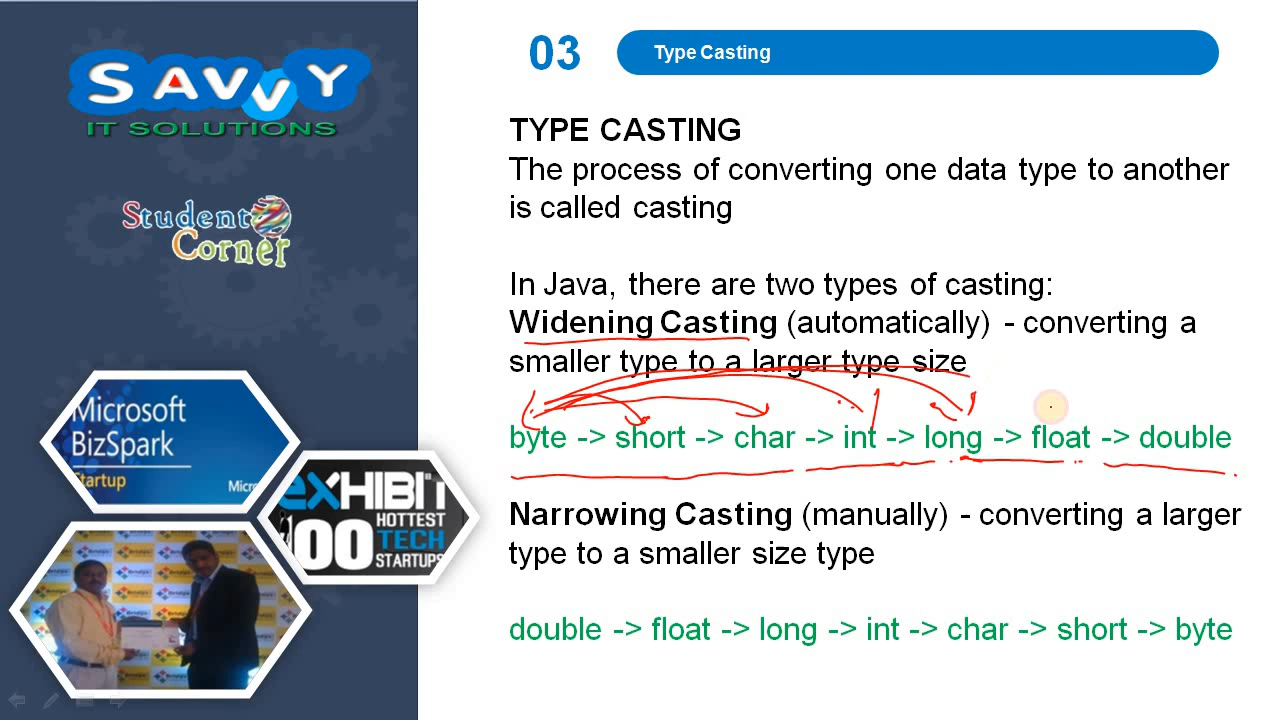 SAVVY
IT SOLUTIONS
Student
Corner
Microsoft
BizSpark
Startup
Micr
eXHIBIT
100
HOTTEST
TECH
STARTUPS
03
Type Casting
TYPE CASTING
The process of converting one data type to another
is called casting
In Java, there are two types of casting:
Widening Casting (automatically) - converting a
smaller type to a larger type size
byte -> short -> char -> int -> long -> float -> double
Narrowing Casting (manually) - converting a larger
type to a smaller size type
double -> float -> long -> int -> char -> short -> byte